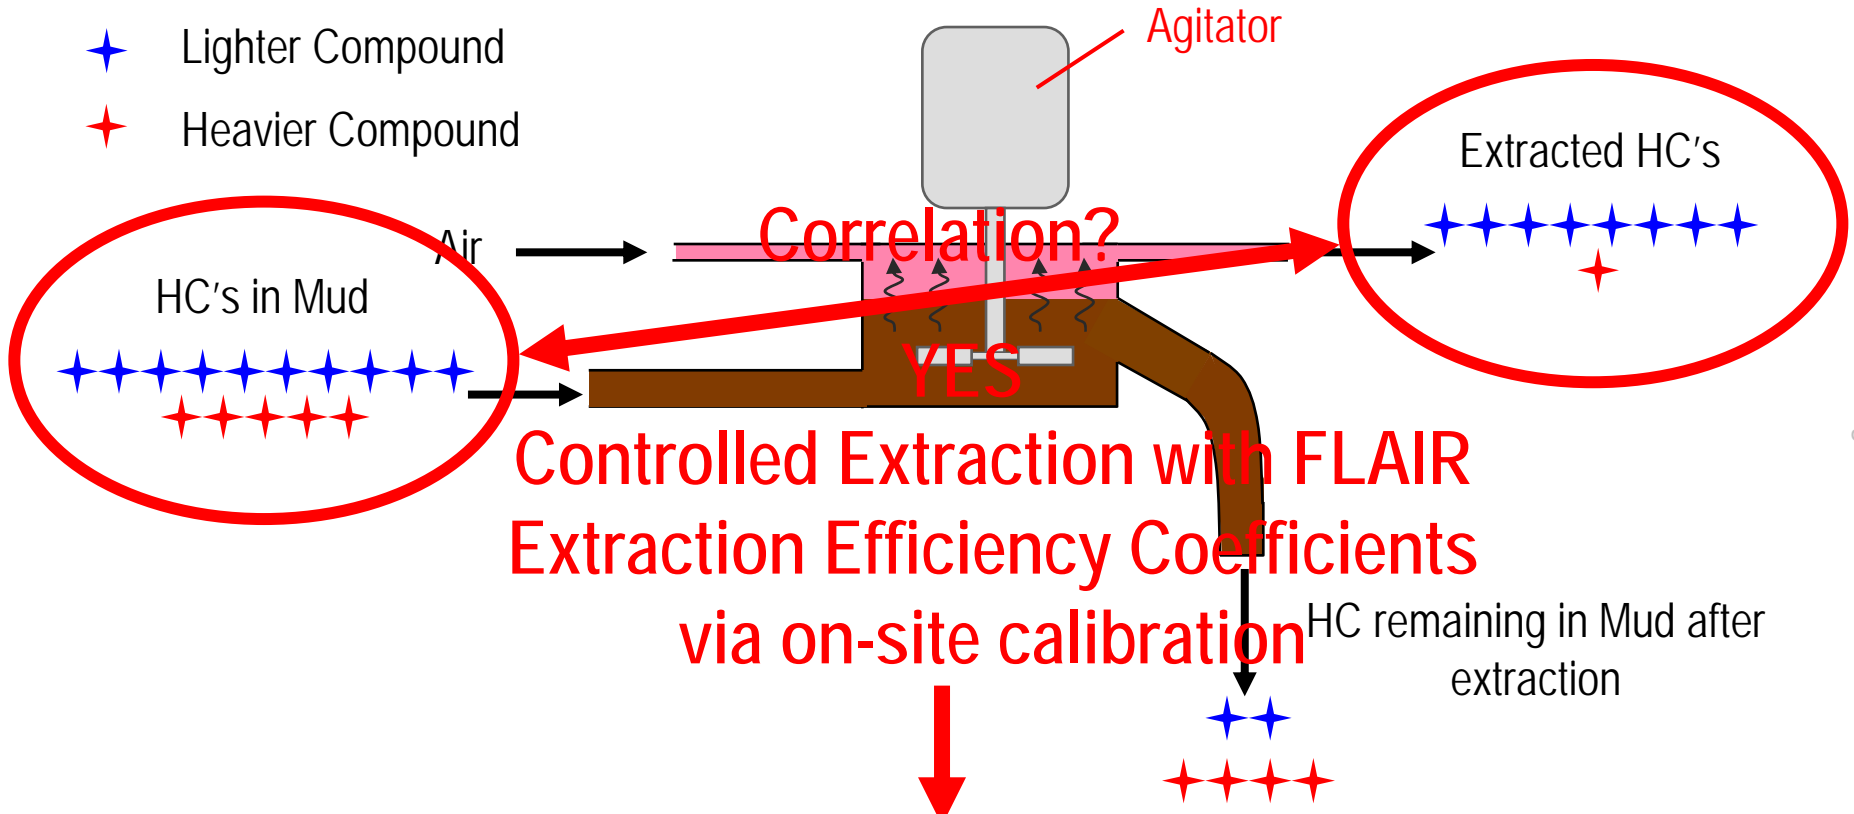 Lighter Compound
Heavier Compound
Agitator
Extracted HC's
Air
Correlation?
HC's in Mud
YES
Controlled Extraction with FLAIR
Extraction Efficiency Coefficients
via on-site calibration
HC remaining in Mud after
extraction